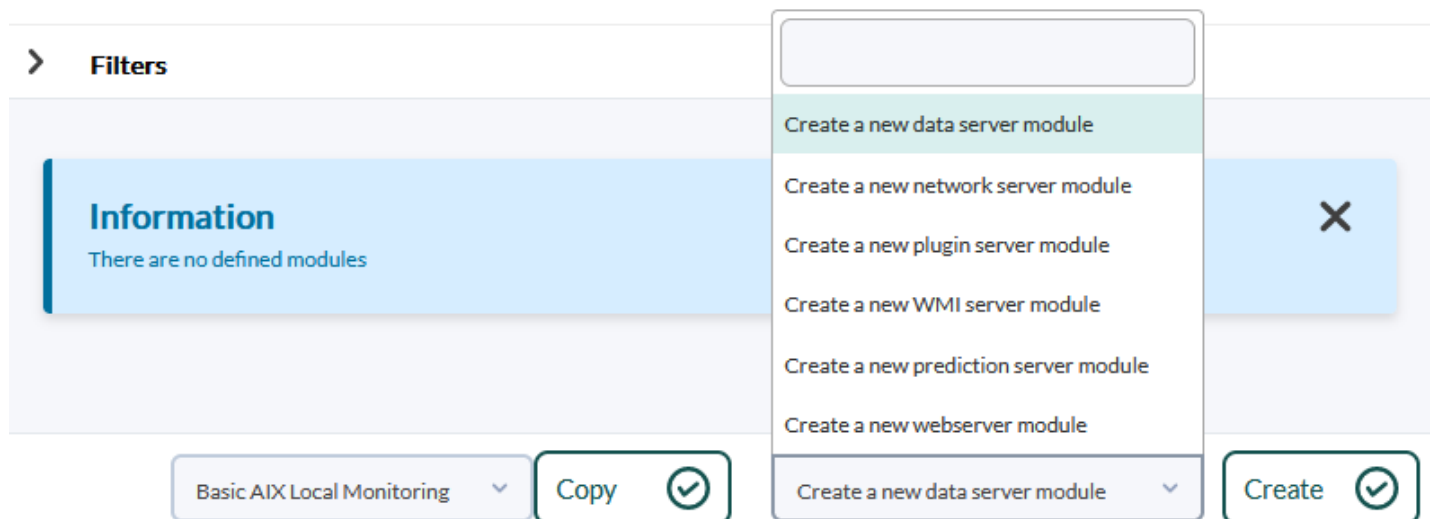 Filters
Information
There are no defined modules
Create a new data server module
Create a new network server module
Create a new plugin server module
Create a new WMI server module
Create a new prediction server module
Create a new webserver module
Basic AIX Local Monitoring
Copy
Create a new data server module
Create